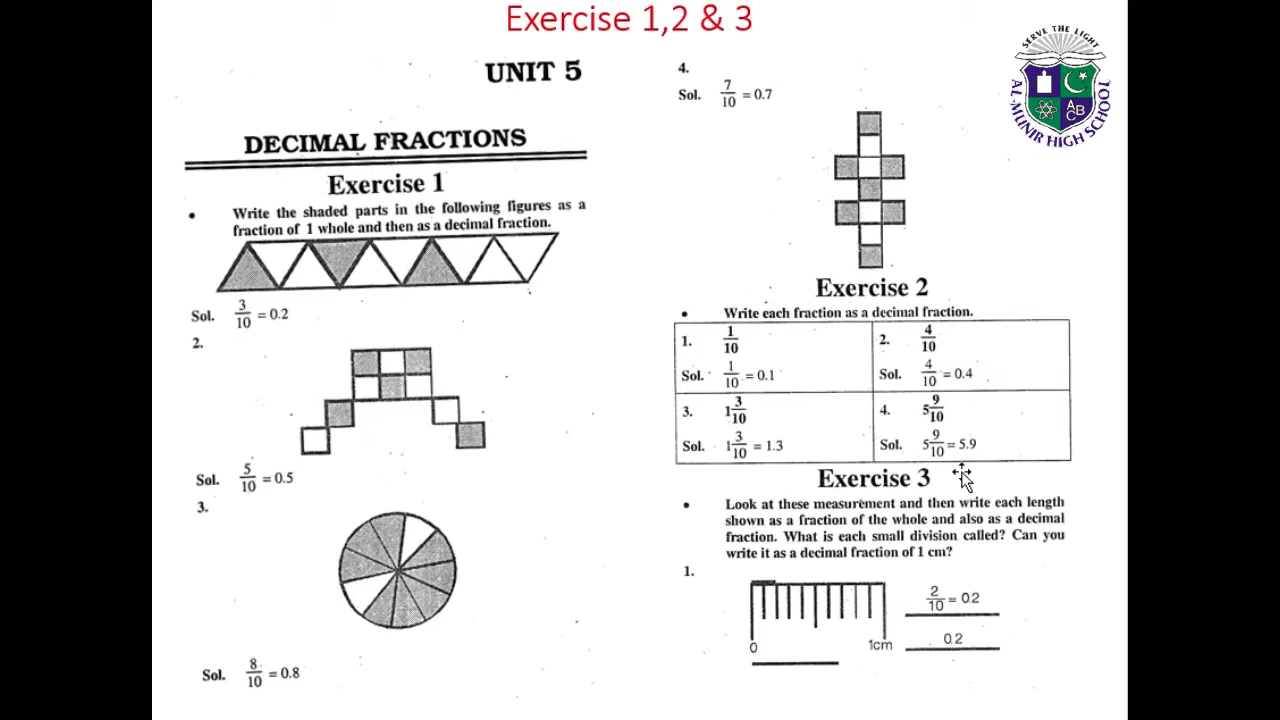 Exercise 1,2 & 3
SERVE THE LIGHT
AL-MUNIR HIGH SCHOOL
A
B
C
UNIT 5
DECIMAL FRACTIONS
Exercise 1
• Write the shaded parts in the following figures as a
fraction of 1 whole and then as a decimal fraction.
Sol. 3/10 = 0.2
2.
Sol. 5/10 = 0.5
3.
Sol. 8/10 = 0.8
4.
Sol. 7/10 = 0.7
Exercise 2
• Write each fraction as a decimal fraction.
1. 1/10
Sol. 1/10 = 0.1
2. 4/10
Sol. 4/10 = 0.4
3. 1 3/10
Sol. 1 3/10 = 1.3
4. 5 9/10
Sol. 5 9/10 = 5.9
Exercise 3
• Look at these measurement and then write each length
shown as a fraction of the whole and also as a decimal
fraction. What is each small division called? Can you
write it as a decimal fraction of 1 cm?
1.
0 1cm
2/10 = 0.2
0.2